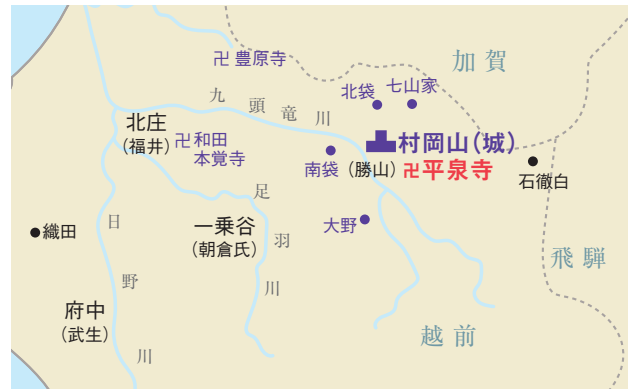 卍豊原寺
加賀
北袋
七山家
九頭竜川
北庄
（福井）
卍和田
本覚寺
村岡山（城）
南袋（勝山）
卍平泉寺
石徹白
足羽川
一乗谷
（朝倉氏）
大野
織田
日野川
飛騨
府中
（武生）
越前